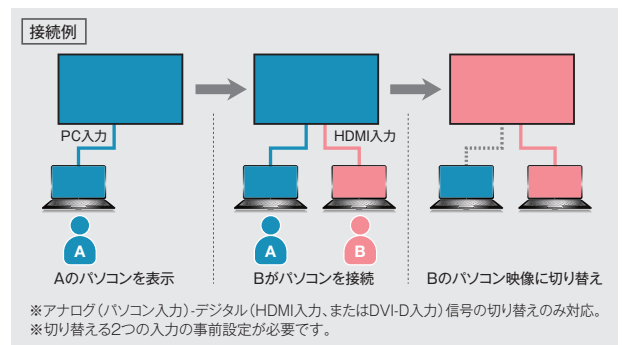 接続例
PC入力
HDMI入力
A
A
B
Aのパソコンを表示
Bがパソコンを接続
Bのパソコン映像に切り替え
※アナログ（パソコン入力）-デジタル（HDMI入力、またはDVI-D入力）信号の切り替えのみ対応。
※切り替える2つの入力の事前設定が必要です。